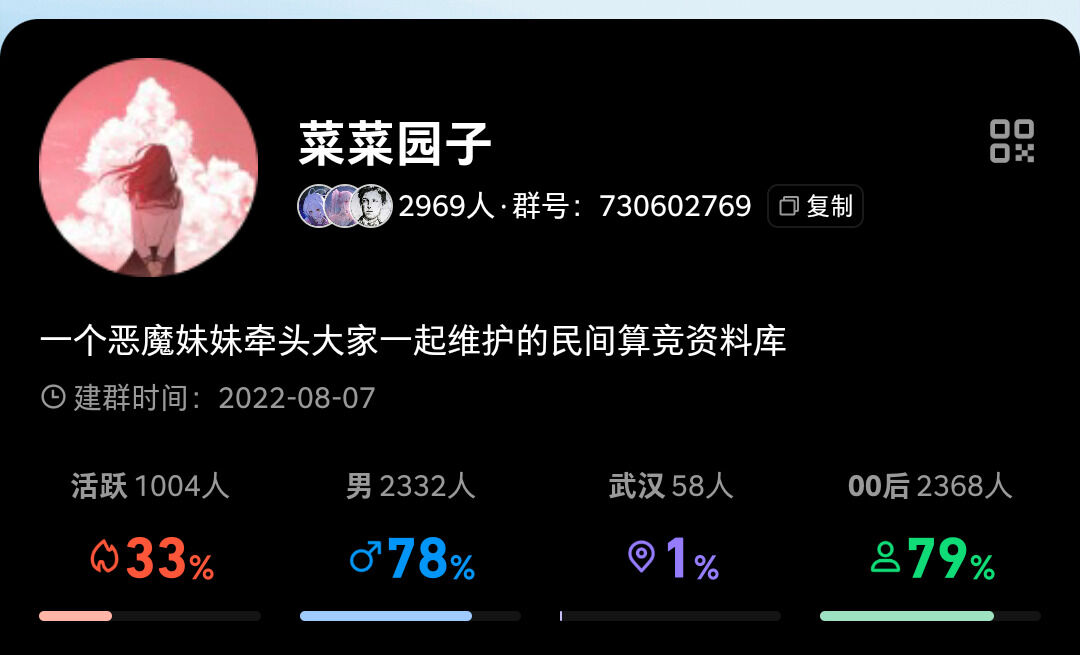 菜菜园子
2969人·群号：730602769 复制
一个恶魔妹妹牵头大家一起维护的民间算竞资料库
建群时间：2022-08-07
活跃 1004人 男 2332人 武汉 58人 00后 2368人
33% 78% 1% 79%